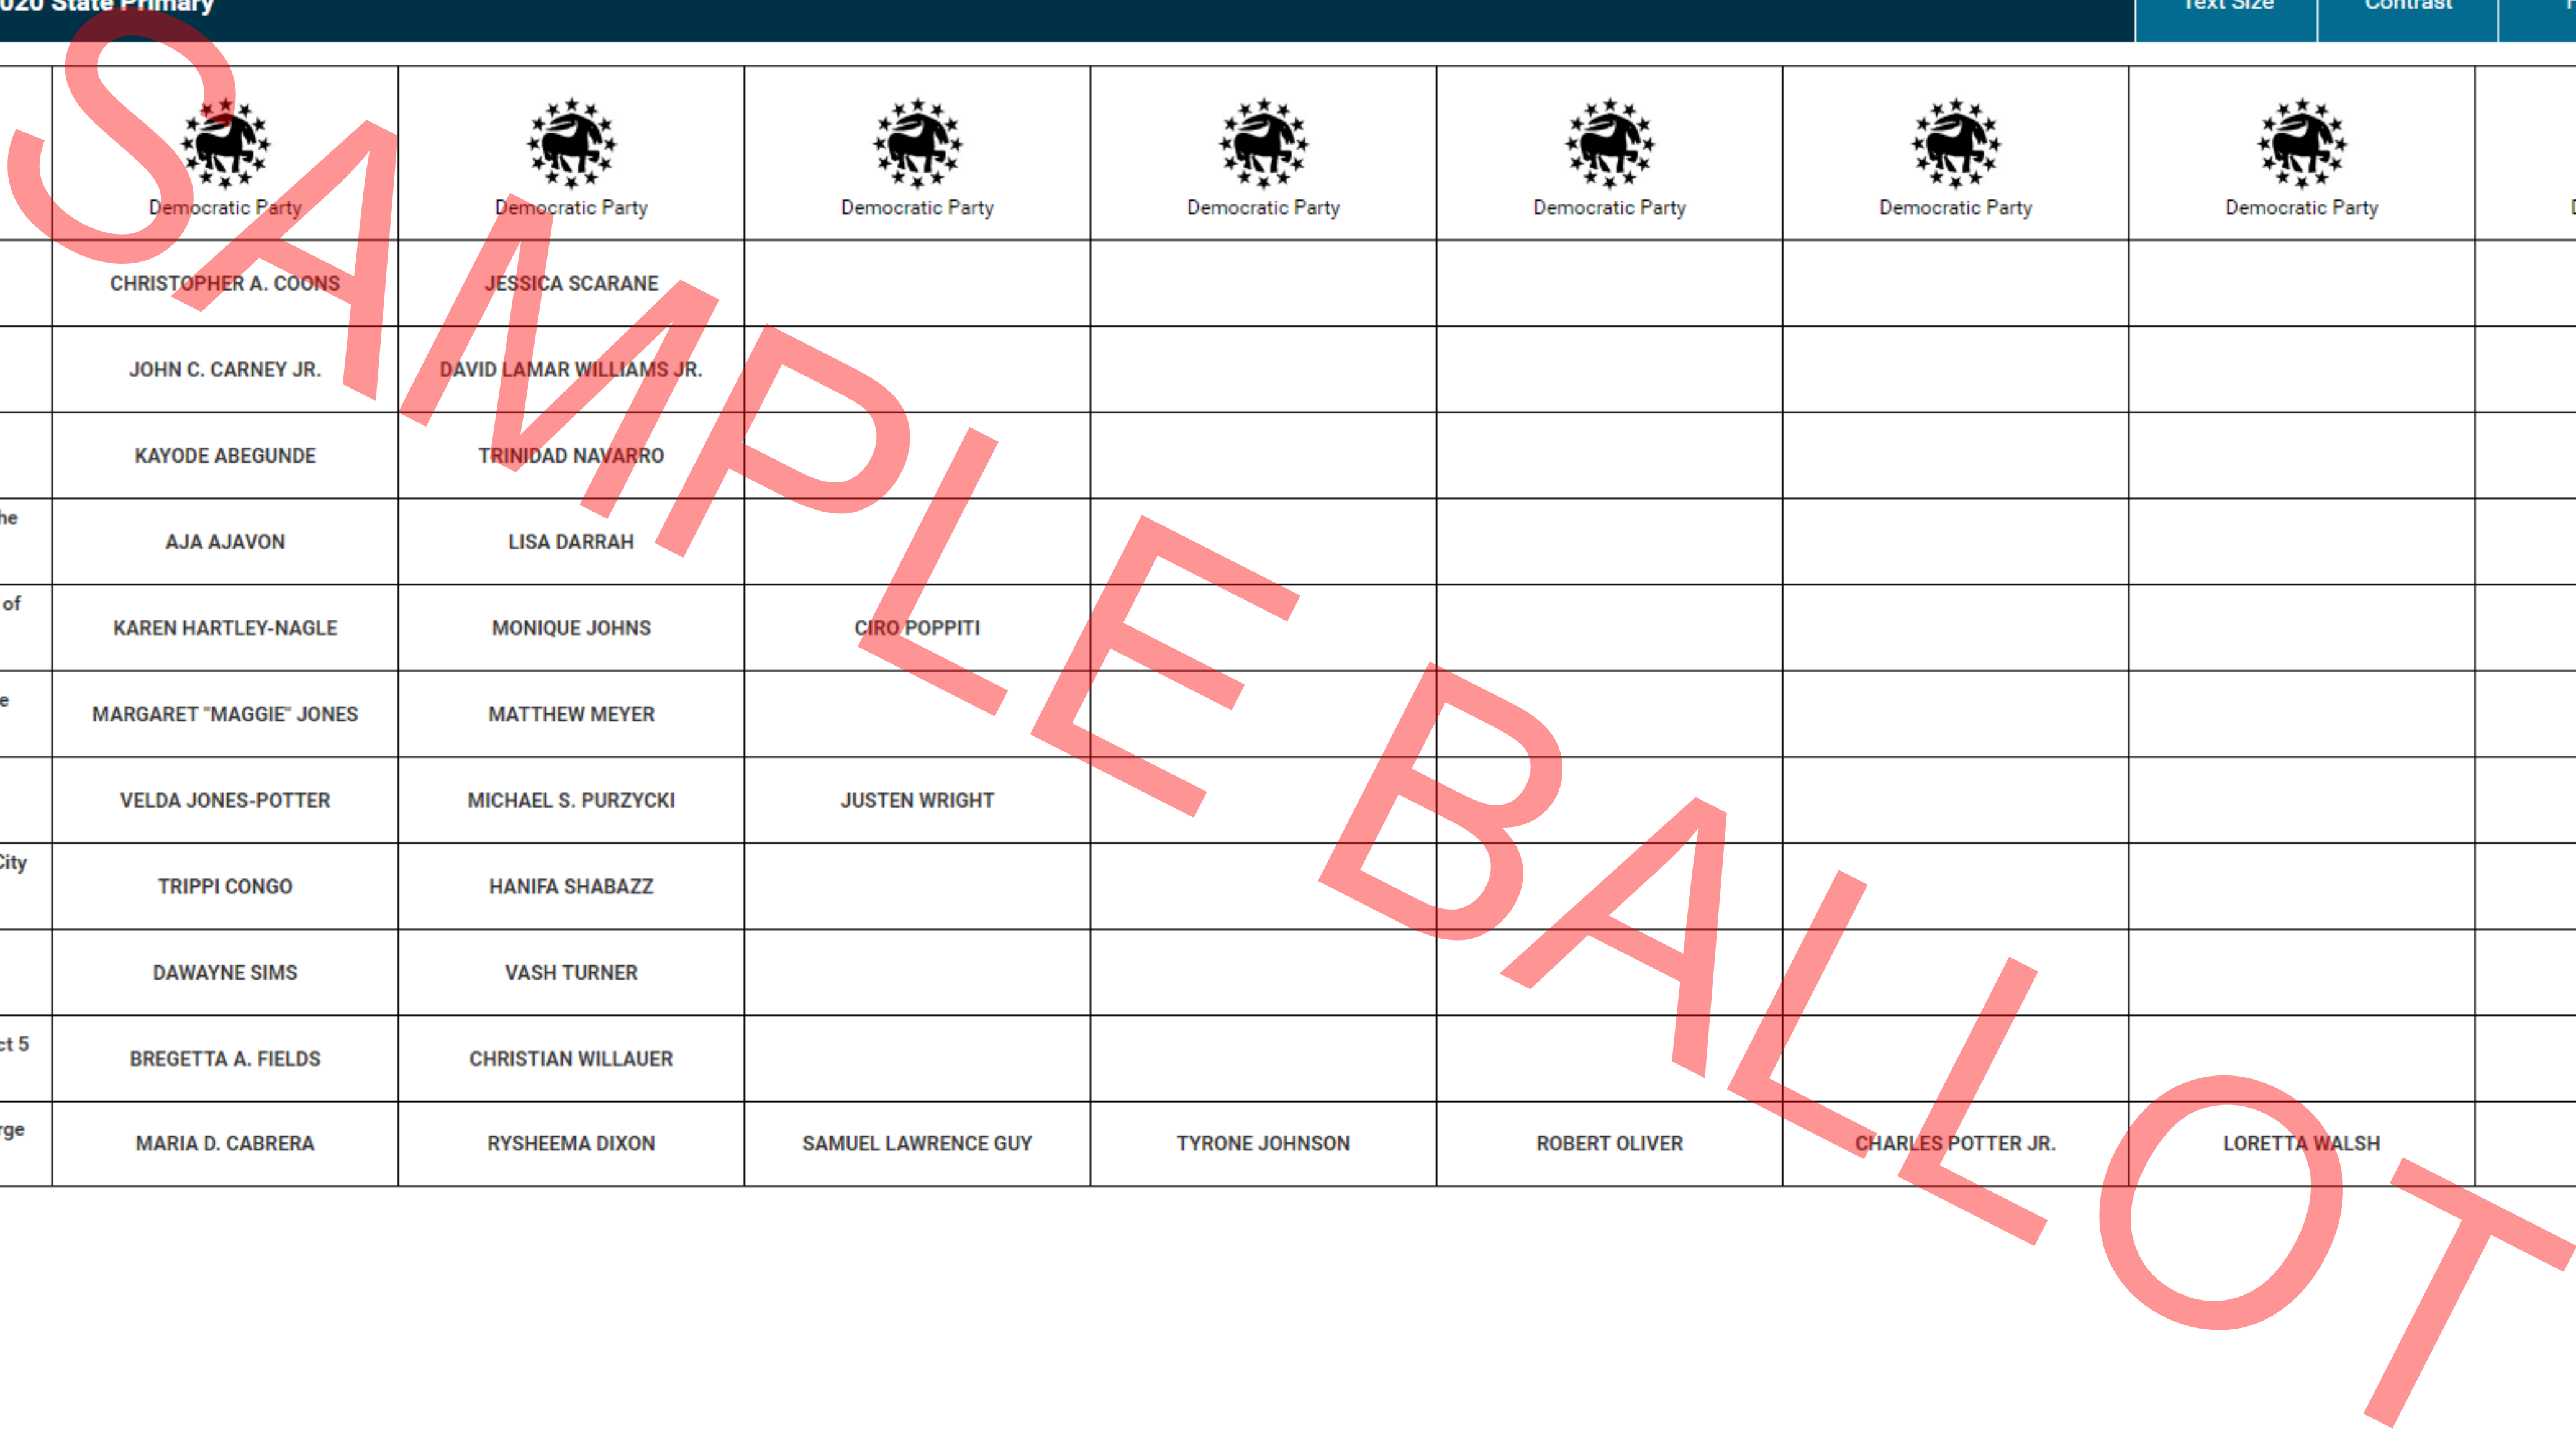 020 State Primary
Text Size Contrast
Democratic Party Democratic Party Democratic Party Democratic Party Democratic Party Democratic Party Democratic Party
CHRISTOPHER A. COONS JESSICA SCARANE
JOHN C. CARNEY JR. DAVID LAMAR WILLIAMS JR.
KAYODE ABEGUNDE TRINIDAD NAVARRO
he
AJA AJAVON LISA DARRAH
of
KAREN HARTLEY-NAGLE MONIQUE JOHNS CIRO POPPITI
e
MARGARET "MAGGIE" JONES MATTHEW MEYER
VELDA JONES-POTTER MICHAEL S. PURZYCKI JUSTEN WRIGHT
City
TRIPPI CONGO HANIFA SHABAZZ
DAWAYNE SIMS VASH TURNER
ct 5
BREGETTA A. FIELDS CHRISTIAN WILLAUER
rge
MARIA D. CABRERA RYSHEEMA DIXON SAMUEL LAWRENCE GUY TYRONE JOHNSON ROBERT OLIVER CHARLES POTTER JR. LORETTA WALSH
SAMPLE BALLOT